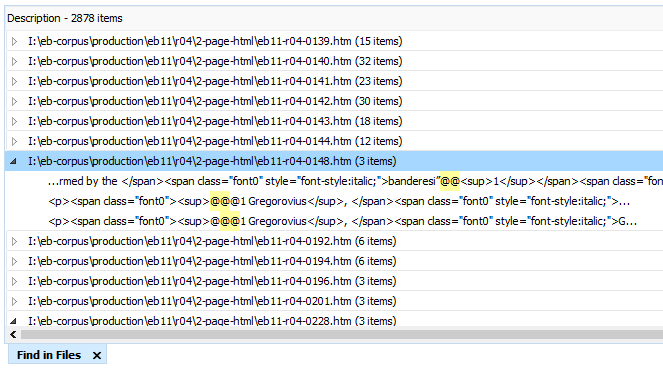 Description - 2878 items
I:\eb-corpus\production\eb11\r04\2-page-html\eb11-r04-0139.htm (15 items)
I:\eb-corpus\production\eb11\r04\2-page-html\eb11-r04-0140.htm (32 items)
I:\eb-corpus\production\eb11\r04\2-page-html\eb11-r04-0141.htm (23 items)
I:\eb-corpus\production\eb11\r04\2-page-html\eb11-r04-0142.htm (30 items)
I:\eb-corpus\production\eb11\r04\2-page-html\eb11-r04-0143.htm (18 items)
I:\eb-corpus\production\eb11\r04\2-page-html\eb11-r04-0144.htm (12 items)
I:\eb-corpus\production\eb11\r04\2-page-html\eb11-r04-0148.htm (3 items)
...rmed by the </span><span class="font0" style="font-style:italic;">banderesi”@@<sup>1</sup></span><span class="font0" style="font-style:italic;"
<p><span class="font0"><sup>@@@1 Gregorovius</sup>, </span><span class="font0" style="font-style:italic;">...
<p><span class="font0"><sup>@@@1 Gregorovius</sup>, </span><span class="font0" style="font-style:italic;">G...
I:\eb-corpus\production\eb11\r04\2-page-html\eb11-r04-0192.htm (6 items)
I:\eb-corpus\production\eb11\r04\2-page-html\eb11-r04-0194.htm (6 items)
I:\eb-corpus\production\eb11\r04\2-page-html\eb11-r04-0196.htm (3 items)
I:\eb-corpus\production\eb11\r04\2-page-html\eb11-r04-0201.htm (3 items)
I:\eb-corpus\production\eb11\r04\2-page-html\eb11-r04-0228.htm (3 items)
Find in Files